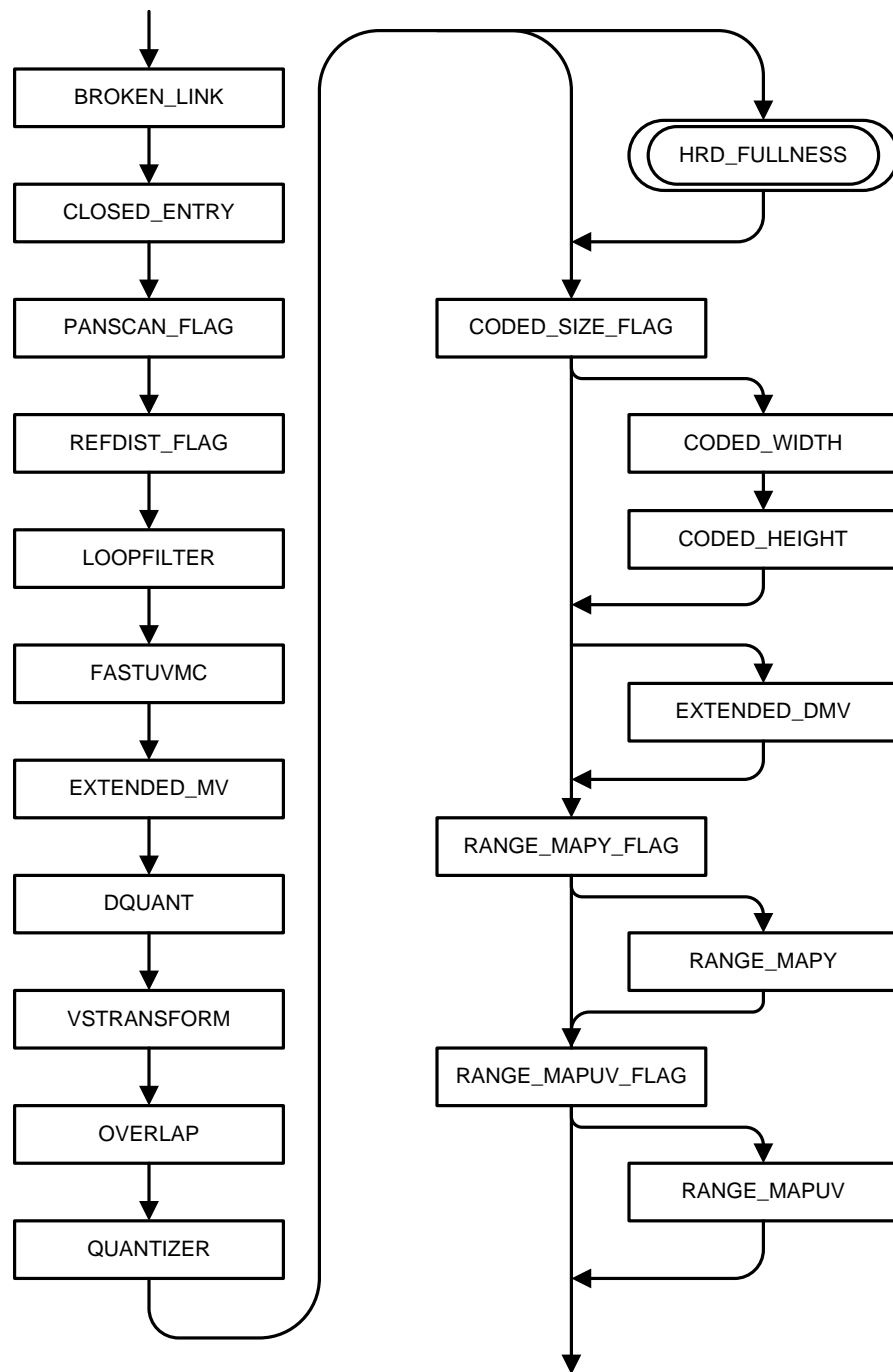 BROKEN_LINK
CLOSED_ENTRY
PANSCAN_FLAG
REFDIST_FLAG
LOOPFILTER
FASTUVMC
EXTENDED_MV
DQUANT
VSTRANSFORM
OVERLAP
QUANTIZER
HRD_FULLNESS
CODED_SIZE_FLAG
CODED_WIDTH
CODED_HEIGHT
EXTENDED_DMV
RANGE_MAPY_FLAG
RANGE_MAPY
RANGE_MAPUV_FLAG
RANGE_MAPUV